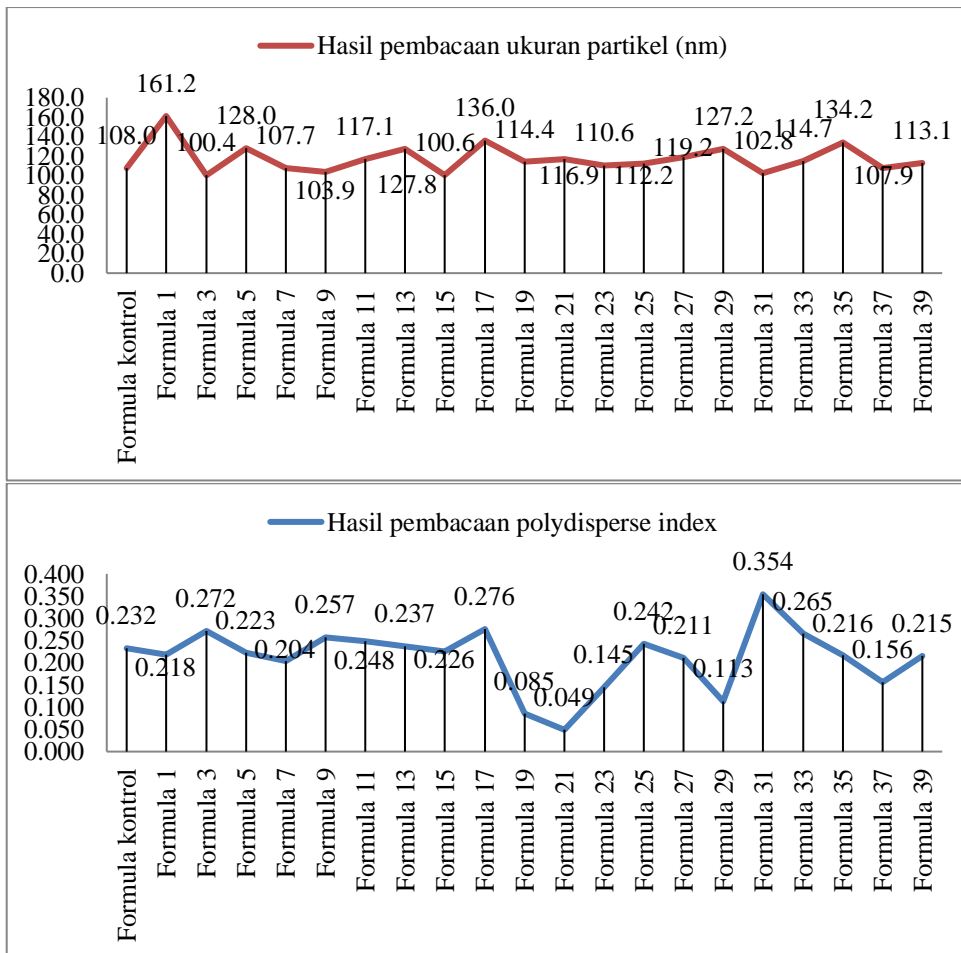 Hasil pembacaan ukuran partikel (nm)
180.0
160.0
140.0
120.0
100.0
80.0
60.0
40.0
20.0
0.0
108.0
161.2
100.4
128.0
107.7
103.9
117.1
127.8
100.6
136.0
114.4
116.9
110.6
112.2
119.2
127.2
102.8
114.7
134.2
107.9
113.1
Formula kontrol
Formula 1
Formula 3
Formula 5
Formula 7
Formula 9
Formula 11
Formula 13
Formula 15
Formula 17
Formula 19
Formula 21
Formula 23
Formula 25
Formula 27
Formula 29
Formula 31
Formula 33
Formula 35
Formula 37
Formula 39
Hasil pembacaan polydisperse index
0.400
0.350
0.300
0.250
0.200
0.150
0.100
0.050
0.000
0.232
0.218
0.272
0.223
0.204
0.257
0.248
0.237
0.226
0.276
0.085
0.049
0.145
0.242
0.211
0.113
0.354
0.265
0.216
0.156
0.215
Formula kontrol
Formula 1
Formula 3
Formula 5
Formula 7
Formula 9
Formula 11
Formula 13
Formula 15
Formula 17
Formula 19
Formula 21
Formula 23
Formula 25
Formula 27
Formula 29
Formula 31
Formula 33
Formula 35
Formula 37
Formula 39